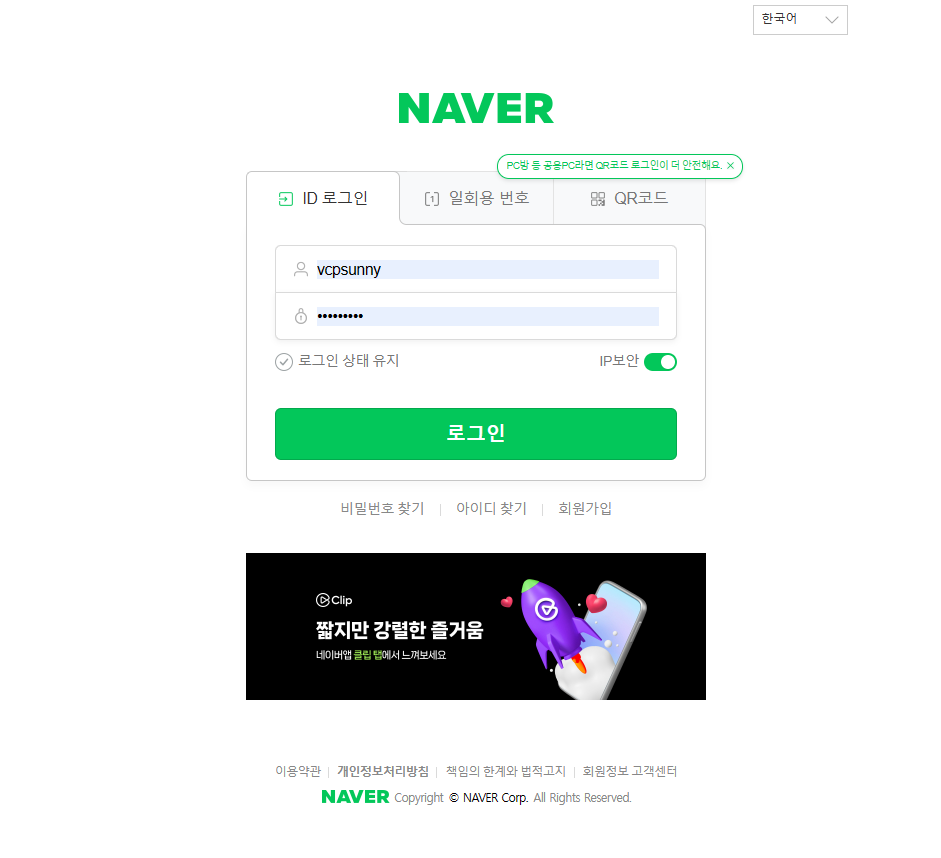 한국어
NAVER
PC방 등 공용PC라면 QR코드 로그인이 더 안전해요. ×
ID 로그인
1 일회용 번호
QR코드
vcpsunny
•••••••••
로그인 상태 유지
IP보안
로그인
비밀번호 찾기 | 아이디 찾기 | 회원가입
Clip
짧지만 강렬한 즐거움
네이버앱 클립 탭에서 느껴보세요
이용약관 | 개인정보처리방침 | 책임의 한계와 법적고지 | 회원정보 고객센터
NAVER Copyright © NAVER Corp. All Rights Reserved.